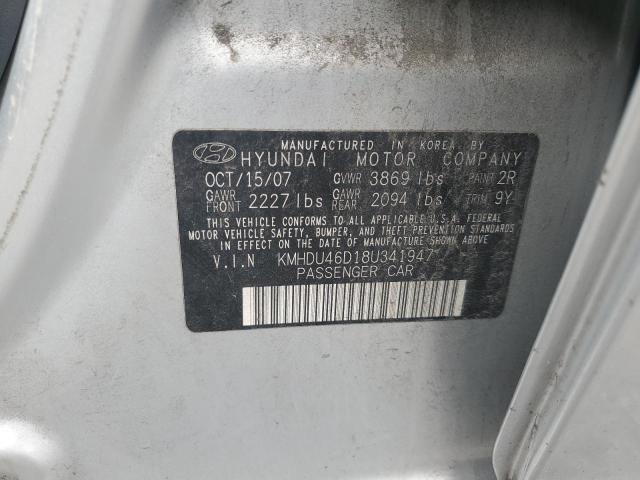 MANUFACTURED IN KOREA BY
HYUNDAI MOTOR COMPANY
OCT/15/07 GVWR 3869 lbs PAINT 2R
GAWR FRONT 2227 lbs GAWR REAR 2094 lbs TRIM 9Y
THIS VEHICLE CONFORMS TO ALL APPLICABLE U.S.A. FEDERAL
MOTOR VEHICLE SAFETY, BUMPER, AND THEFT PREVENTION STANDARDS
IN EFFECT ON THE DATE OF MANUFACTURE SHOWN ABOVE.
V.I.N KMHDU46D18U341947
PASSENGER CAR